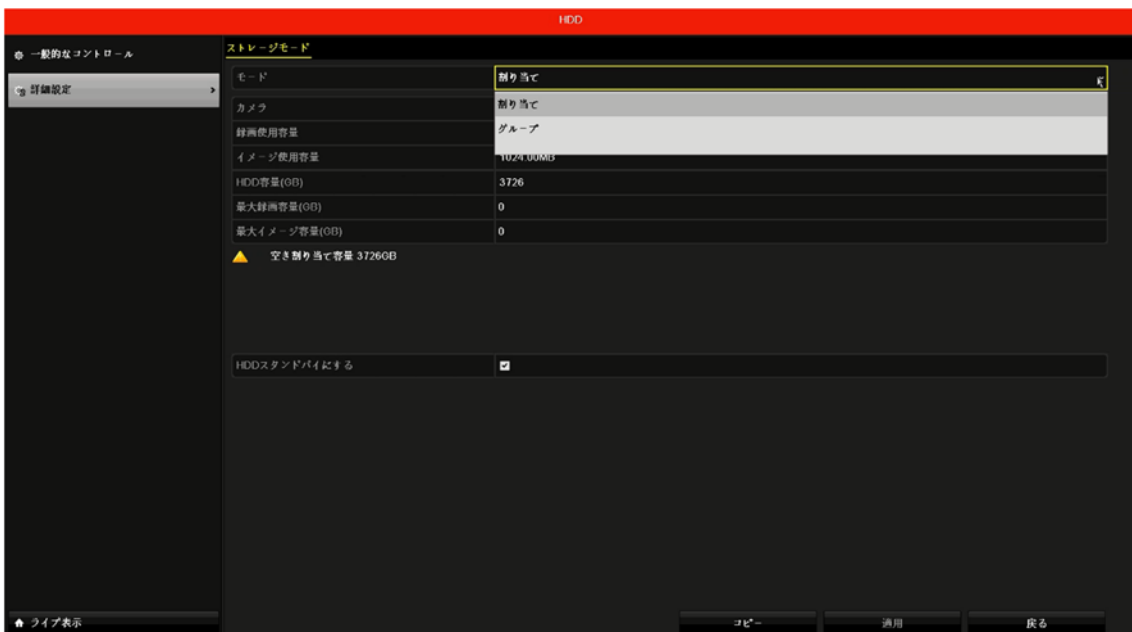 HDD
一般的なコントロール
詳細設定
ストレージモード
モード 割り当て
割り当て
カメラ
グループ
録画使用容量
イメージ使用容量 1024.00MB
HDD容量(GB) 3726
最大録画容量(GB) 0
最大イメージ容量(GB) 0
空き割り当て容量 3726GB
HDDスタンドバイにする
ライブ表示
コピー 適用 戻る